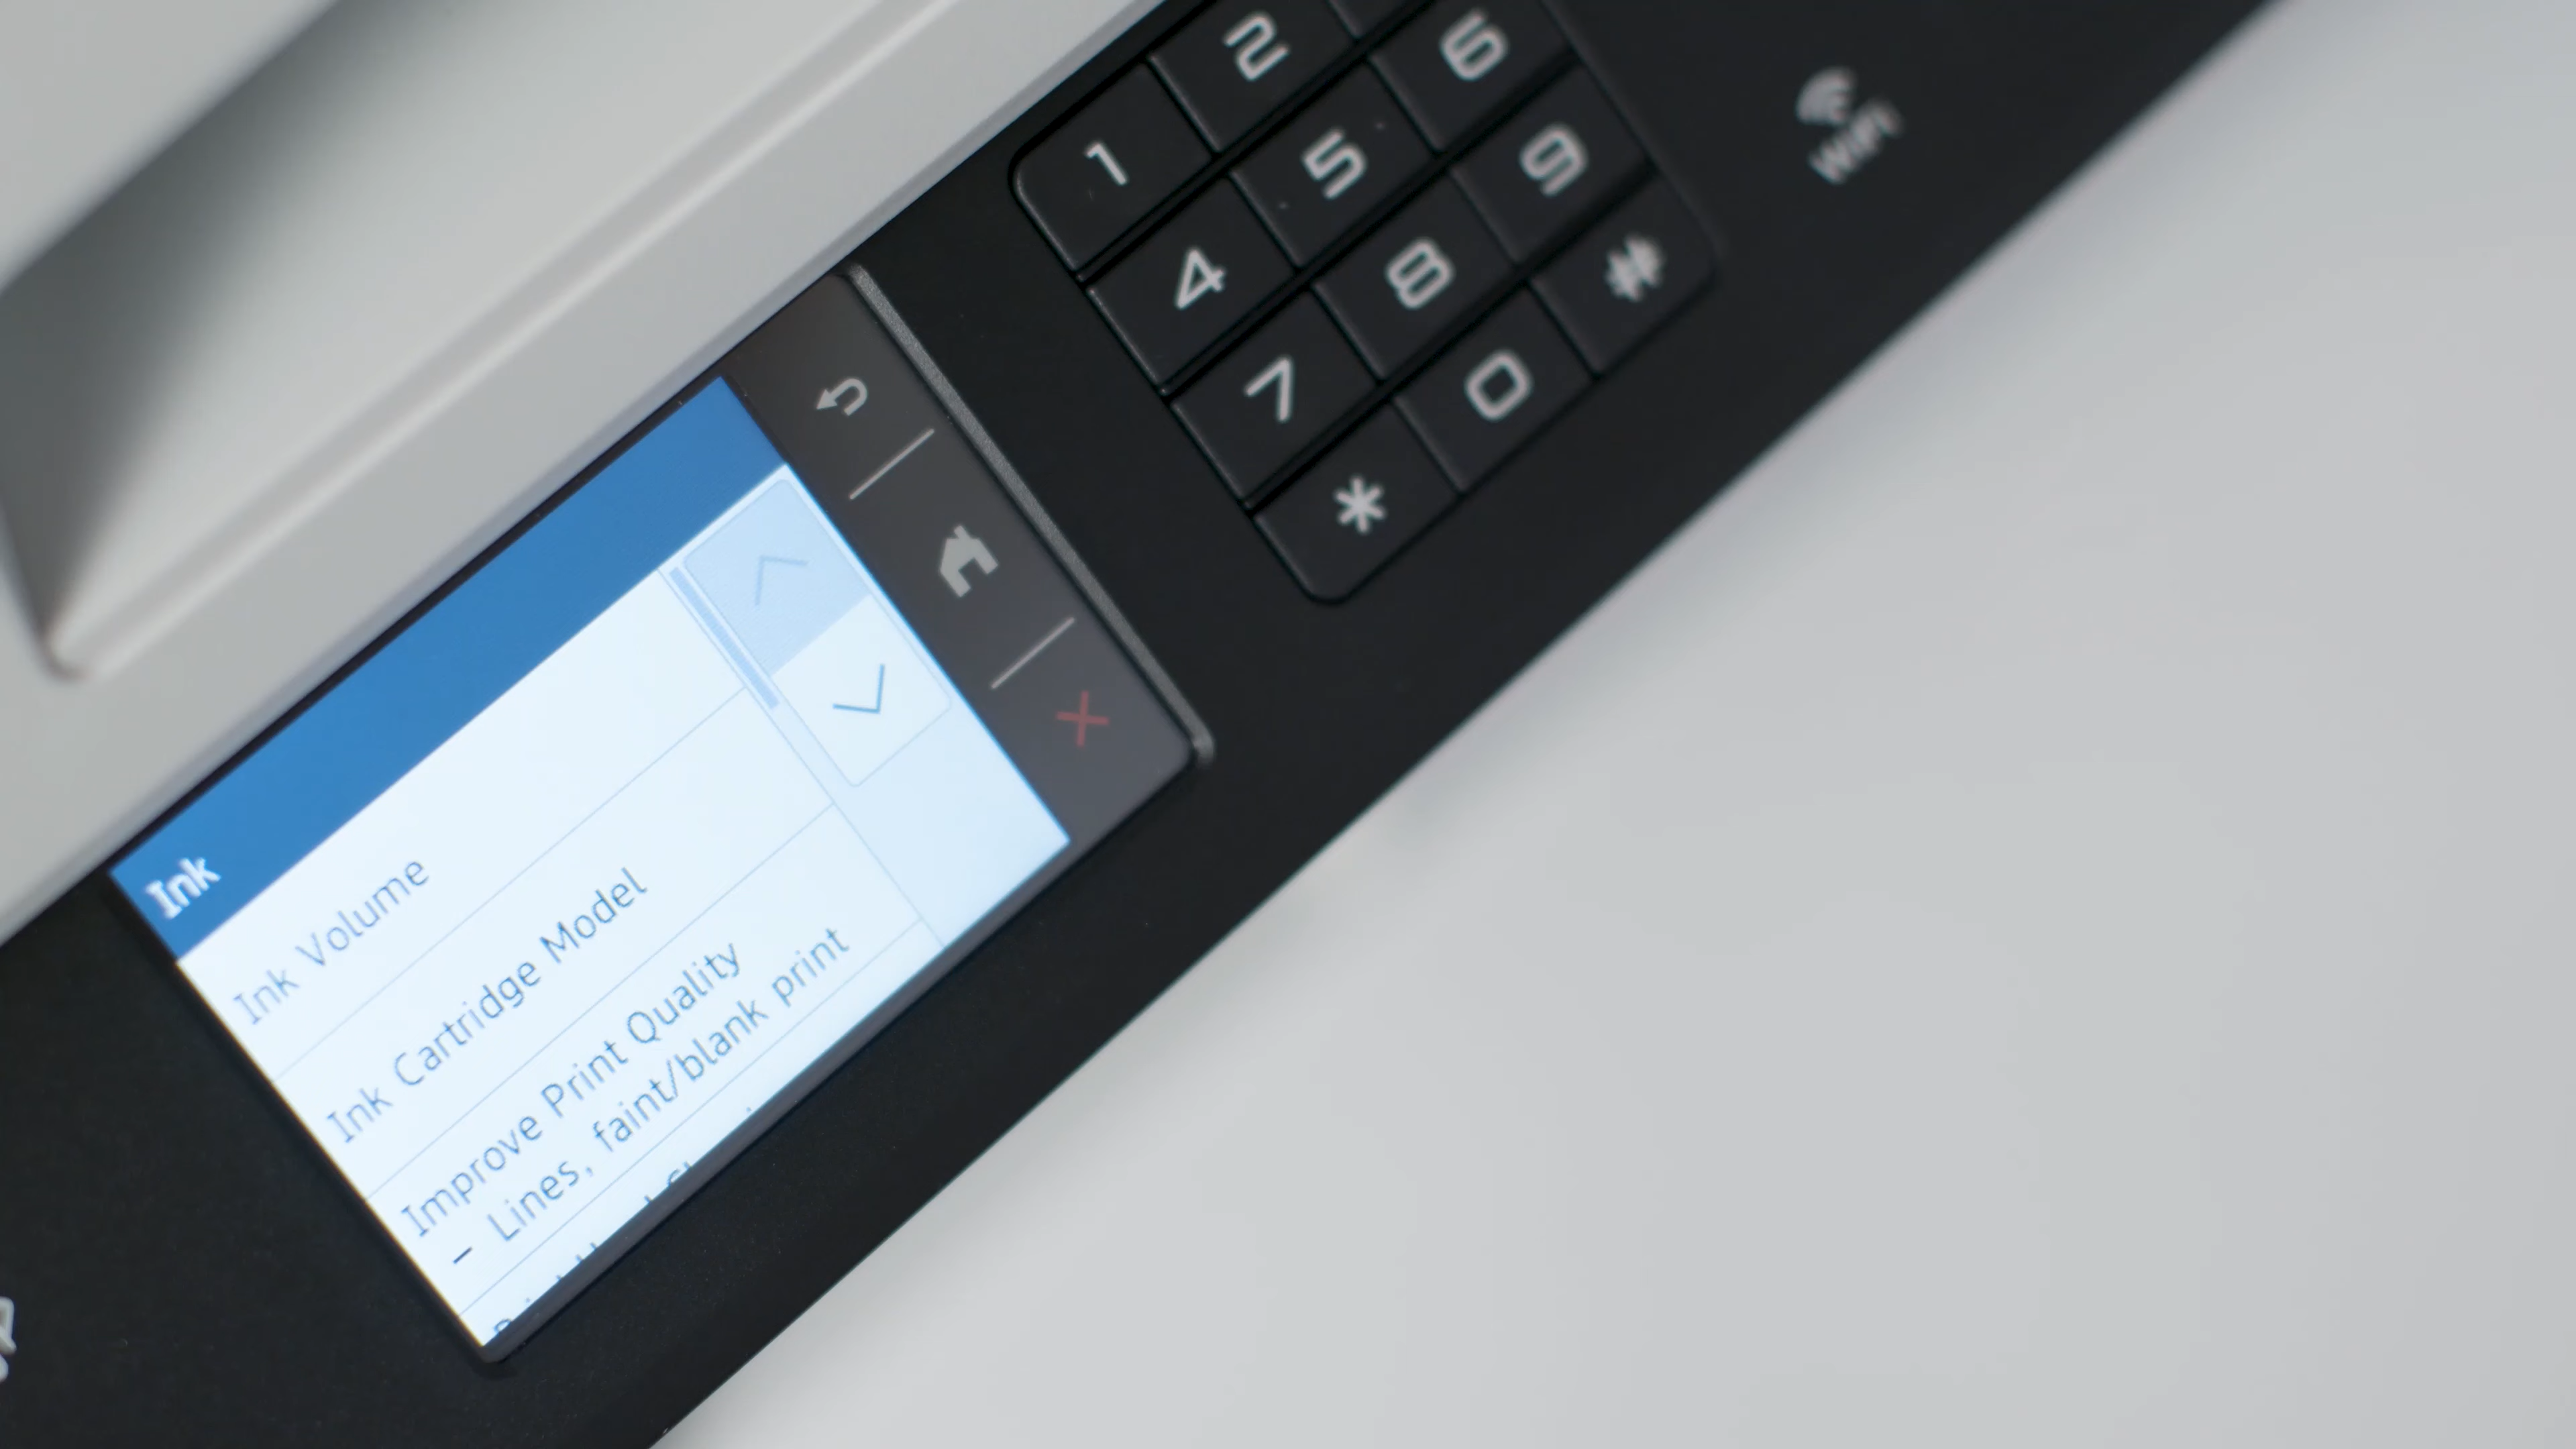 Ink
Ink Volume
Ink Cartridge Model
Improve Print Quality
- Lines, faint/blank print
1
2
4
5
6
7
8
9
*
0
#
WiFi